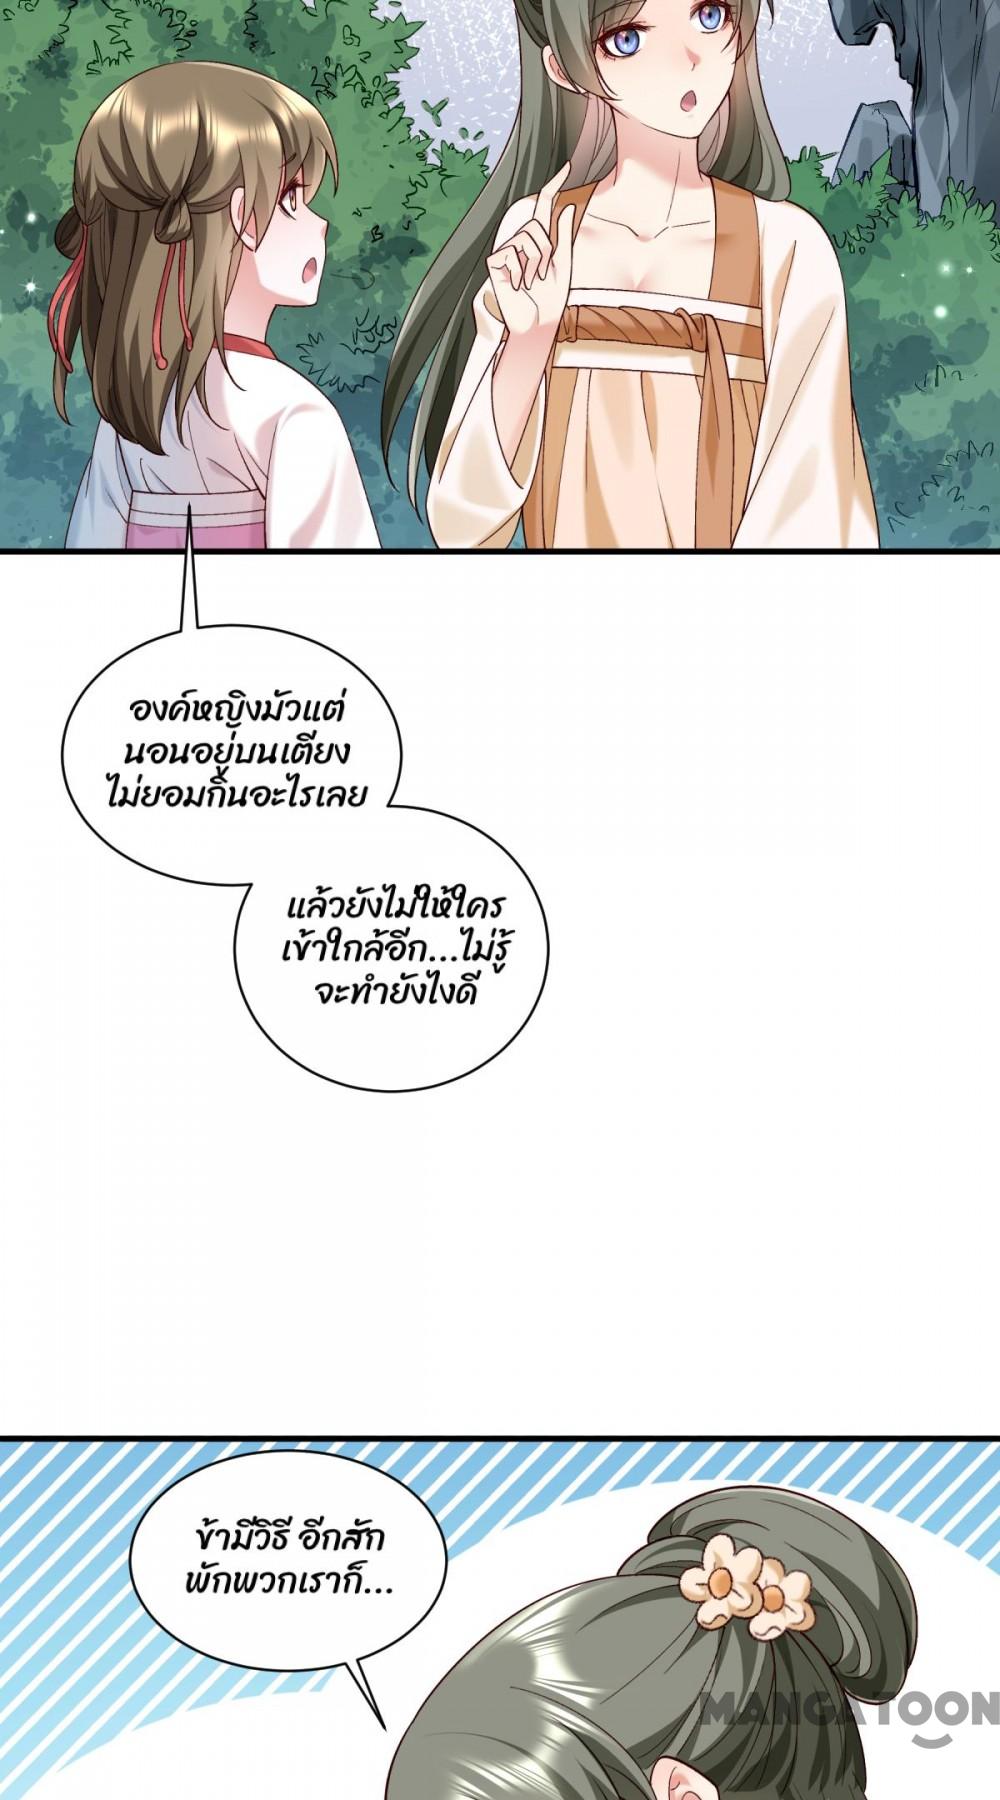 องค์หญิงมัวแต่
นอนอยู่บนเตียง
ไม่ยอมกินอะไรเลย
แล้วยังไม่ให้ใคร
เข้าใกล้อีก...ไม่รู้
จะทำยังไงดี
ข้ามีวิธี อีกสัก
พักพวกเราก็...
MANGATOON